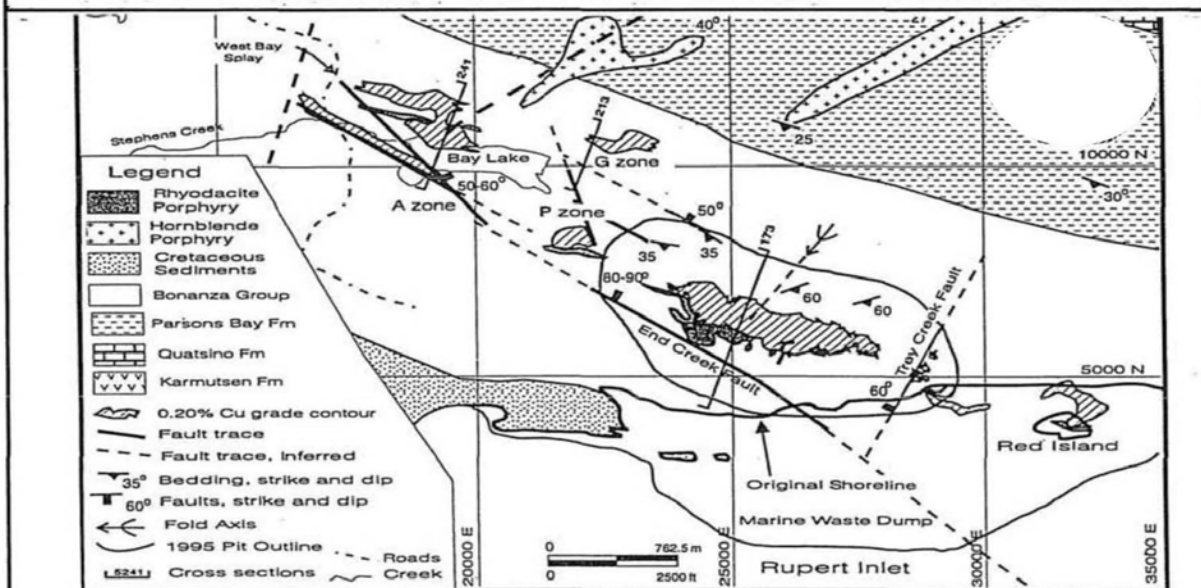 40°
West Bay
Splay
241
213
25
Stephens Creek
Bay Lake
G zone
10000 N
50-60°
30°
A zone
P zone
50°
35
35
173
80-90°
60
60
End Creek Fault
Trey Creek Fault
5000 N
60°
Red Island
Original Shoreline
Marine Waste Dump
Rupert Inlet
20000 E
25000 E
30000 E
35000 E
0 762.5 m
0 2500 ft
Legend
Rhyodacite
Porphyry
Hornblende
Porphyry
Cretaceous
Sediments
Bonanza Group
Parsons Bay Fm
Quatsino Fm
Karmutsen Fm
0.20% Cu grade contour
Fault trace
Fault trace, Inferred
35° Bedding, strike and dip
60° Faults, strike and dip
Fold Axis
1995 Pit Outline
Roads
5241 Cross sections
Creek